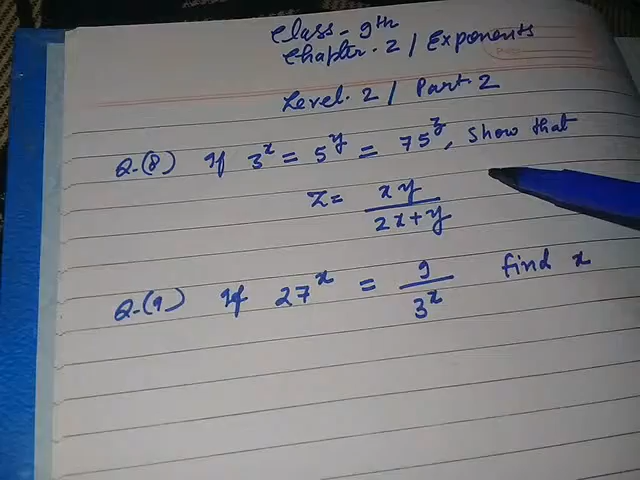 Class - 9th
Chapter. 2 / Exponents
Level. 2 / Part. 2
Q.(8) If 3^x = 5^y = 75^z, Show that
z = xy / 2x+y
Q.(9) If 27^x = 9 / 3^x find x